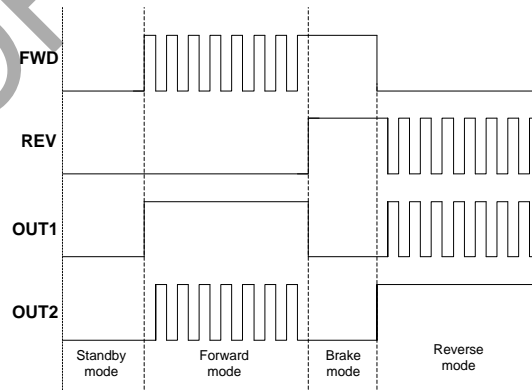 FWD
REV
OUT1
OUT2
Standby
mode
Forward
mode
Brake
mode
Reverse
mode